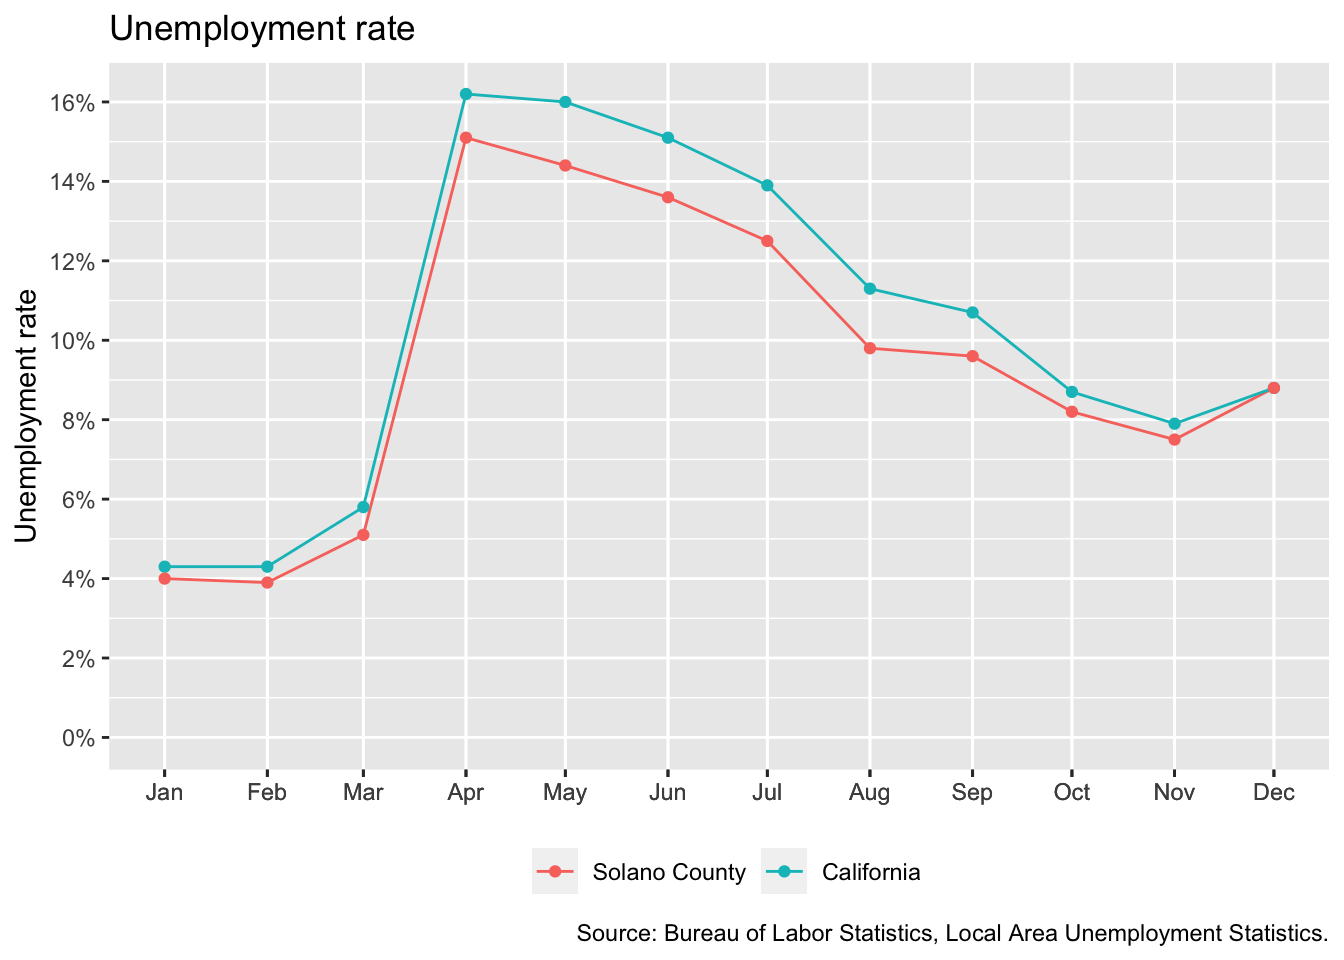 Unemployment rate
Unemployment rate
16%
14%
12%
10%
8%
6%
4%
2%
0%
Jan Feb Mar Apr May Jun Jul Aug Sep Oct Nov Dec
Solano County California
Source: Bureau of Labor Statistics, Local Area Unemployment Statistics.